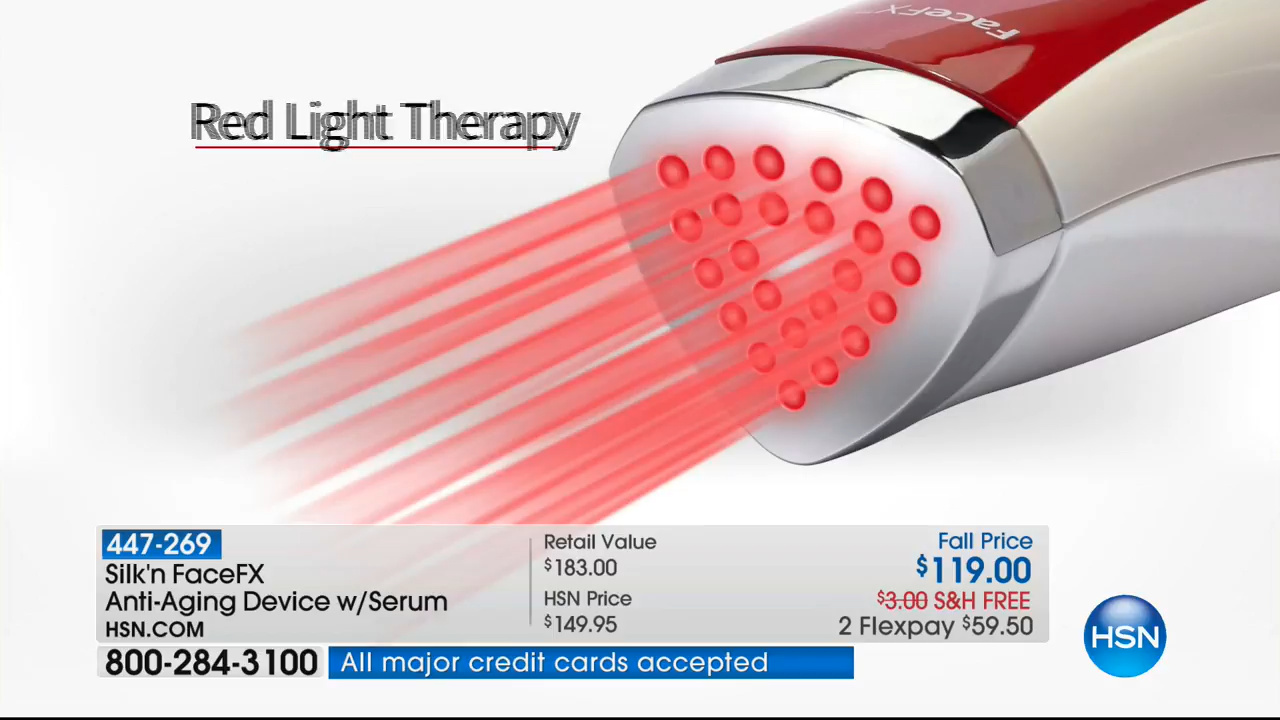 FaceFX
Red Light Therapy
447-269
Silk'n FaceFX
Anti-Aging Device w/Serum
HSN.COM
Retail Value
$183.00
HSN Price
$149.95
Fall Price
$119.00
$3.00 S&H FREE
2 Flexpay $59.50
800-284-3100
All major credit cards accepted
HSN